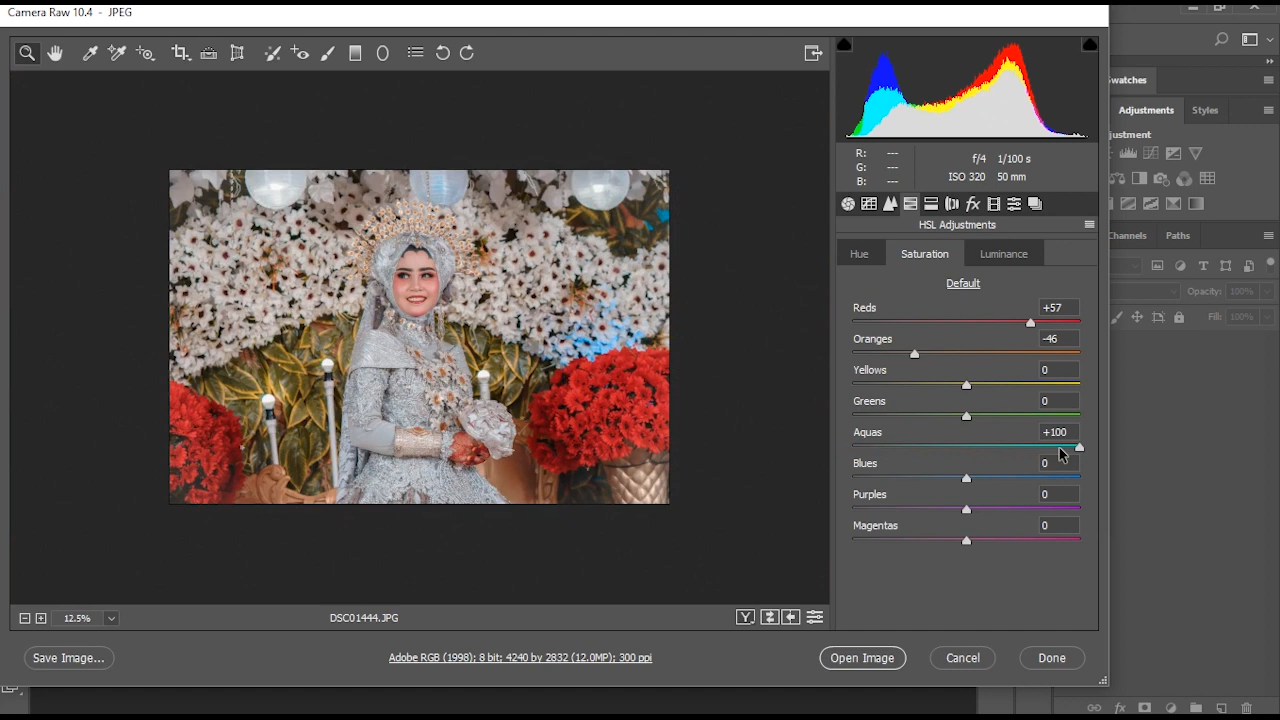 Camera Raw 10.4 - JPEG
Swatches
Adjustments Styles
R: ---
G: ---
B: ---
f/4 1/100 s
ISO 320 50 mm
HSL Adjustments
Hue Saturation Luminance
Default
Reds +57
Oranges -46
Yellows 0
Greens 0
Aquas +100
Blues 0
Purples 0
Magentas 0
justment
hannels Paths
Opacity: 100%
Fill: 100%
12.5%
DSC01444.JPG
Y
Save Image...
Adobe RGB (1998); 8 bit; 4240 by 2832 (12.0MP); 300 ppi
Open Image Cancel Done